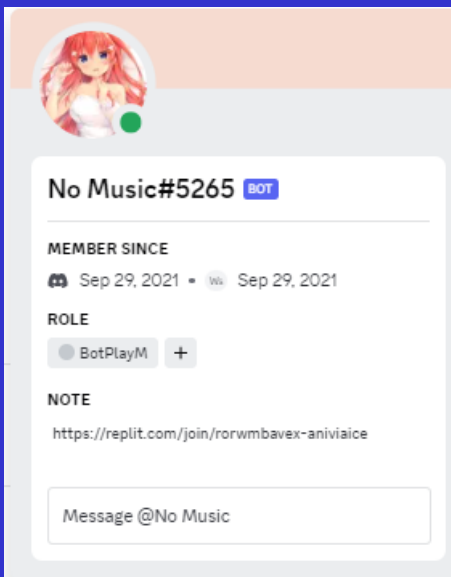 No Music#5265 BOT
MEMBER SINCE
Sep 29, 2021 • Ws Sep 29, 2021
ROLE
BotPlayM +
NOTE
https://replit.com/join/rorwmbavex-aniviaice
Message @No Music